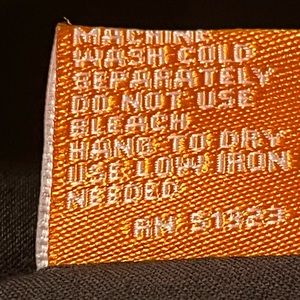 MACHINE
WASH COLD
SEPARATELY
DO NOT USE
BLEACH
HANG TO DRY
USE LOW IRON
NEEDED
RN 51323